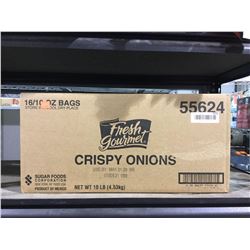 16/10 OZ BAGS
55624
Fresh
Gourmet
CRISPY ONIONS
SUGAR FOODS
CORPORATION
PRODUCT OF MEXICO
NET WT 10 LB (4.53kg)